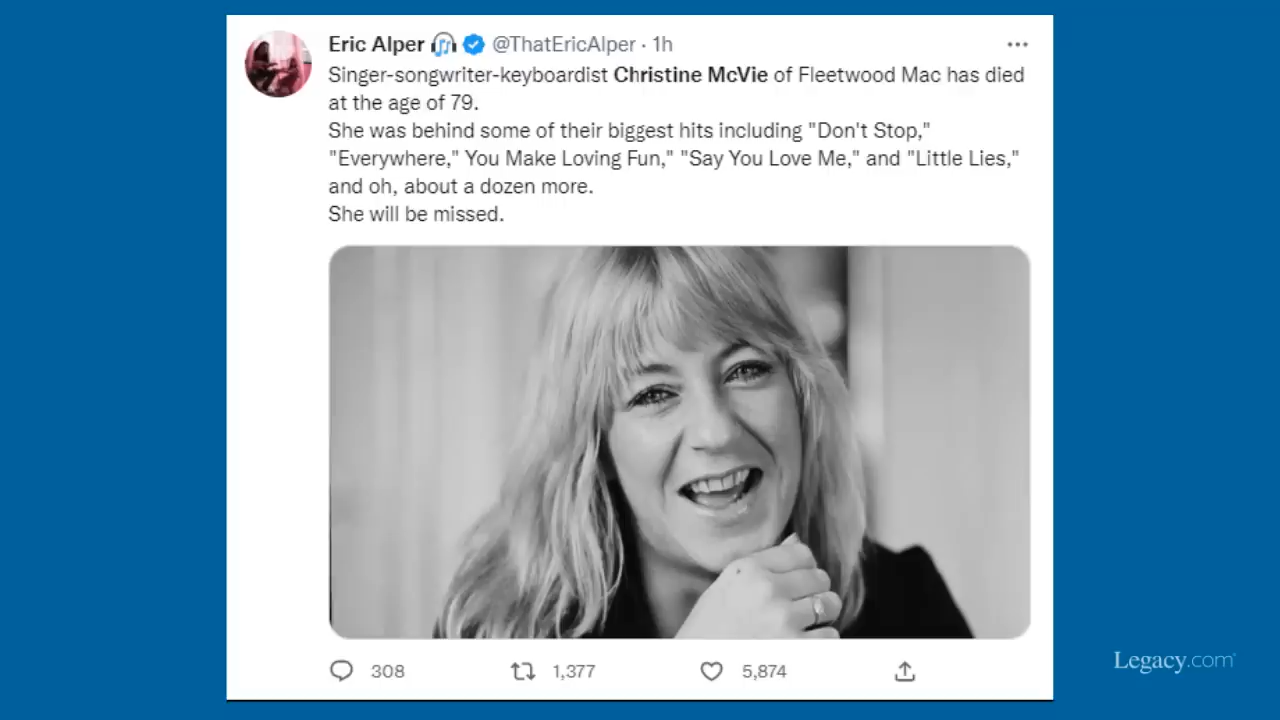 Eric Alper @ThatEricAlper · 1h
Singer-songwriter-keyboardist Christine McVie of Fleetwood Mac has died
at the age of 79.
She was behind some of their biggest hits including "Don't Stop,"
"Everywhere," You Make Loving Fun," "Say You Love Me," and "Little Lies,"
and oh, about a dozen more.
She will be missed.
308 1,377 5,874
Legacy.com